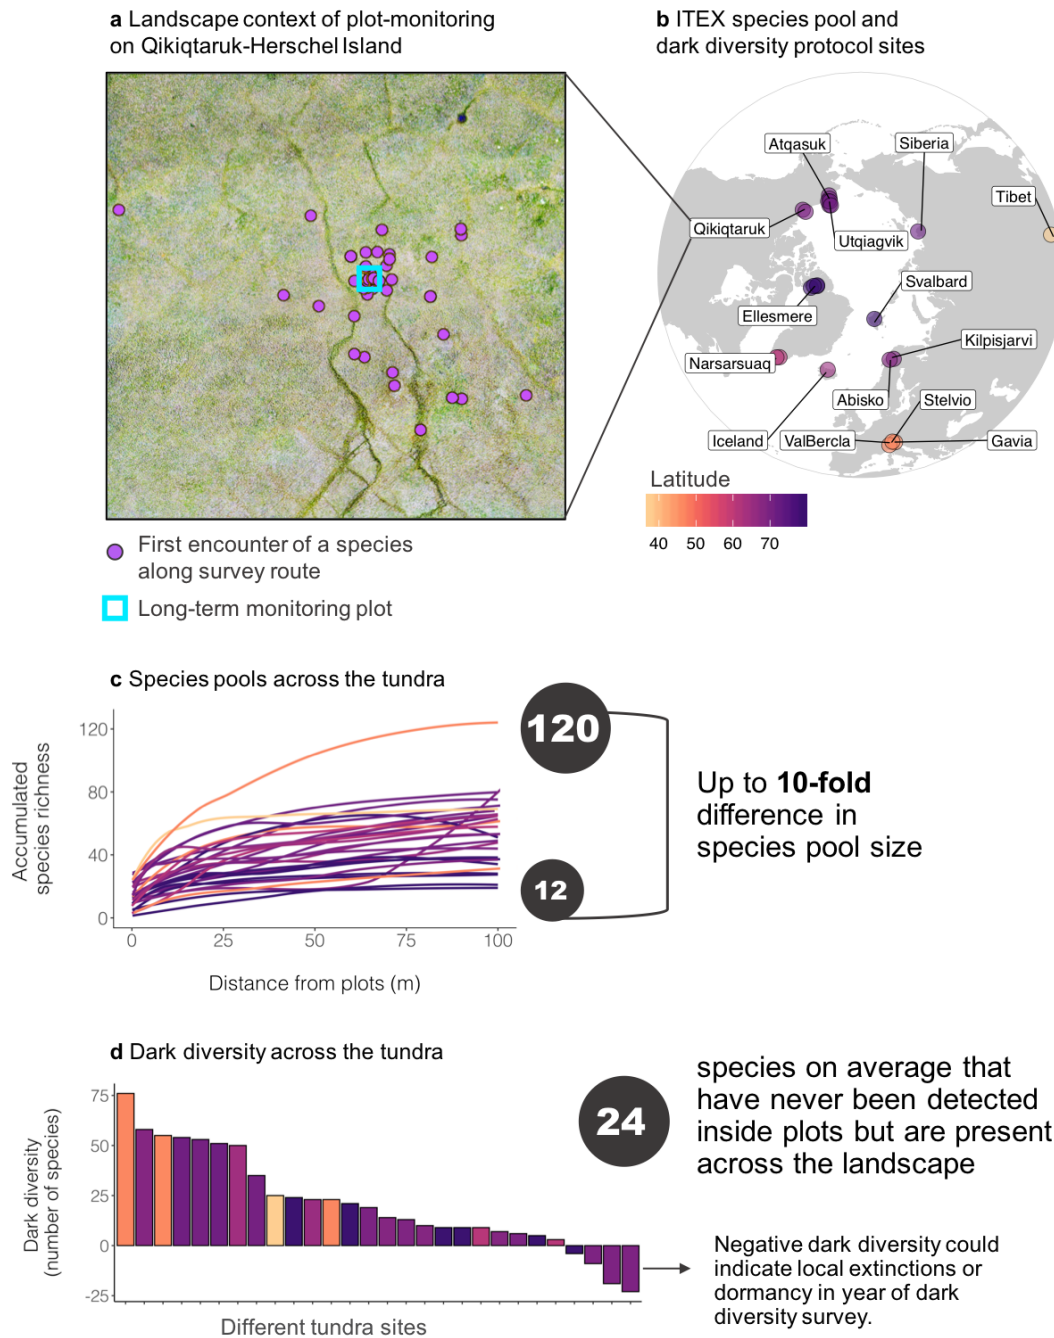 a Landscape context of plot-monitoring
on Qikiqtaruk-Herschel Island
b ITEX species pool and
dark diversity protocol sites
Atqasuk
Siberia
Tibet
Qikiqtaruk
Utqiagvik
Svalbard
Ellesmere
Kilpisjarvi
Narsarsuaq
Abisko
Stelvio
Iceland
ValBercla
Gavia
Latitude
40 50 60 70
First encounter of a species
along survey route
Long-term monitoring plot
c Species pools across the tundra
Accumulated
species richness
120
80
40
0
0 25 50 75 100
Distance from plots (m)
120
12
Up to 10-fold
difference in
species pool size
d Dark diversity across the tundra
Dark diversity
(number of species)
75
50
25
0
-25
Different tundra sites
24
species on average that
have never been detected
inside plots but are present
across the landscape
Negative dark diversity could
indicate local extinctions or
dormancy in year of dark
diversity survey.